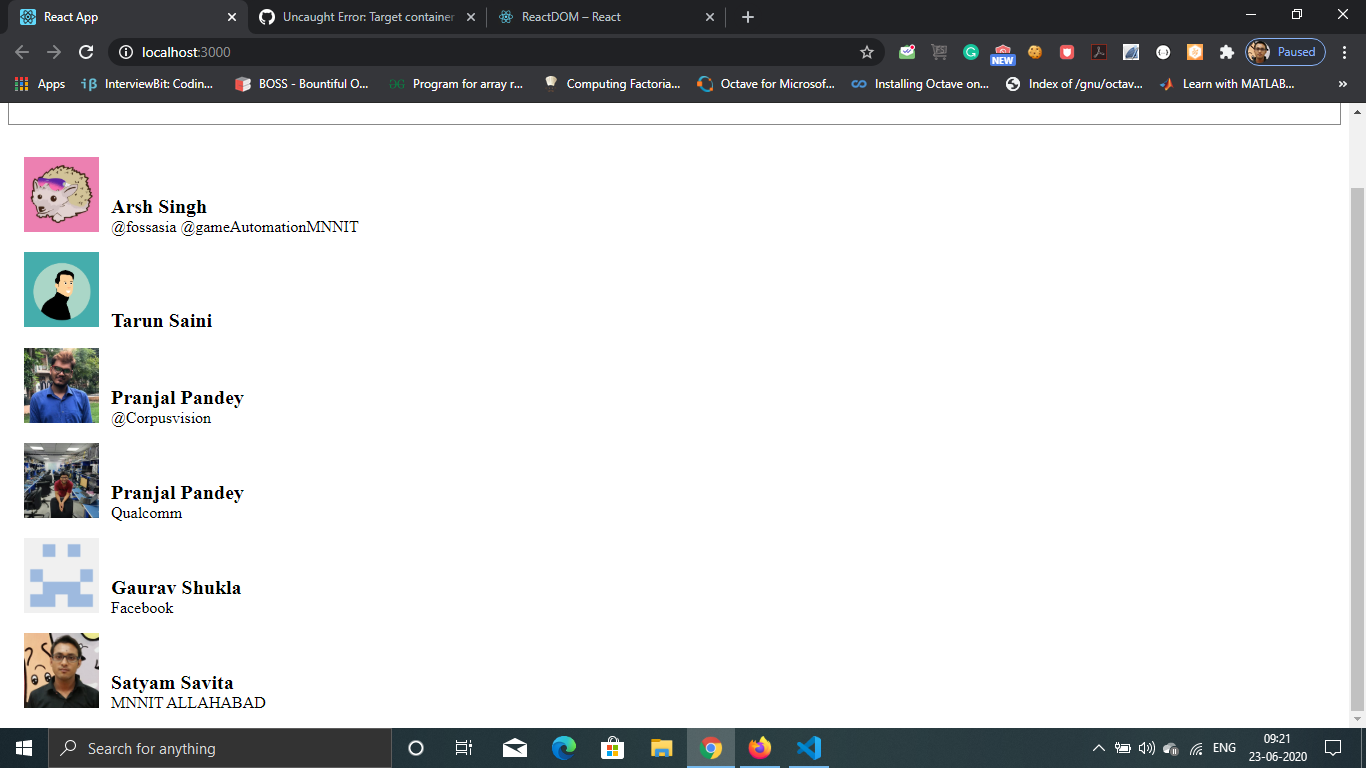 React App
Uncaught Error: Target container
ReactDOM – React
localhost:3000
NEW
Paused
Apps
InterviewBit: Codin...
BOSS - Bountiful O...
Program for array r...
Computing Factoria...
Octave for Microsof...
Installing Octave on...
Index of /gnu/octav...
Learn with MATLAB...
Arsh Singh
@fossasia @gameAutomationMNNIT
Tarun Saini
Pranjal Pandey
@Corpusvision
Pranjal Pandey
Qualcomm
Gaurav Shukla
Facebook
Satyam Savita
MNNIT ALLAHABAD
Search for anything
ENG
09:21
23-06-2020